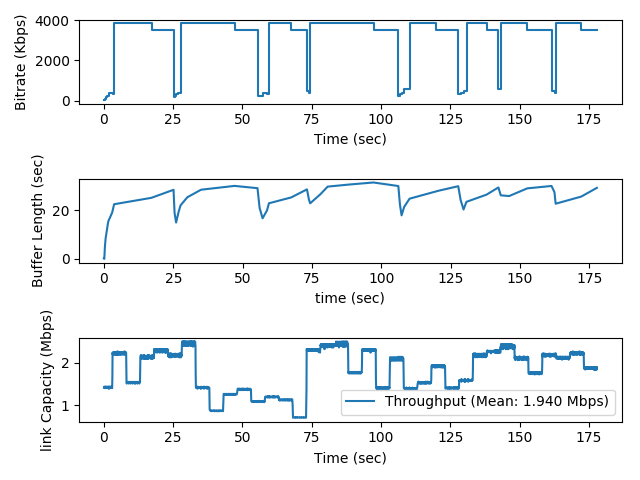 Bitrate (Kbps)
4000
2000
0
0 25 50 75 100 125 150 175
Time (sec)
Buffer Length (sec)
20
0
0 25 50 75 100 125 150 175
time (sec)
link Capacity (Mbps)
2
1
Throughput (Mean: 1.940 Mbps)
0 25 50 75 100 125 150 175
Time (sec)